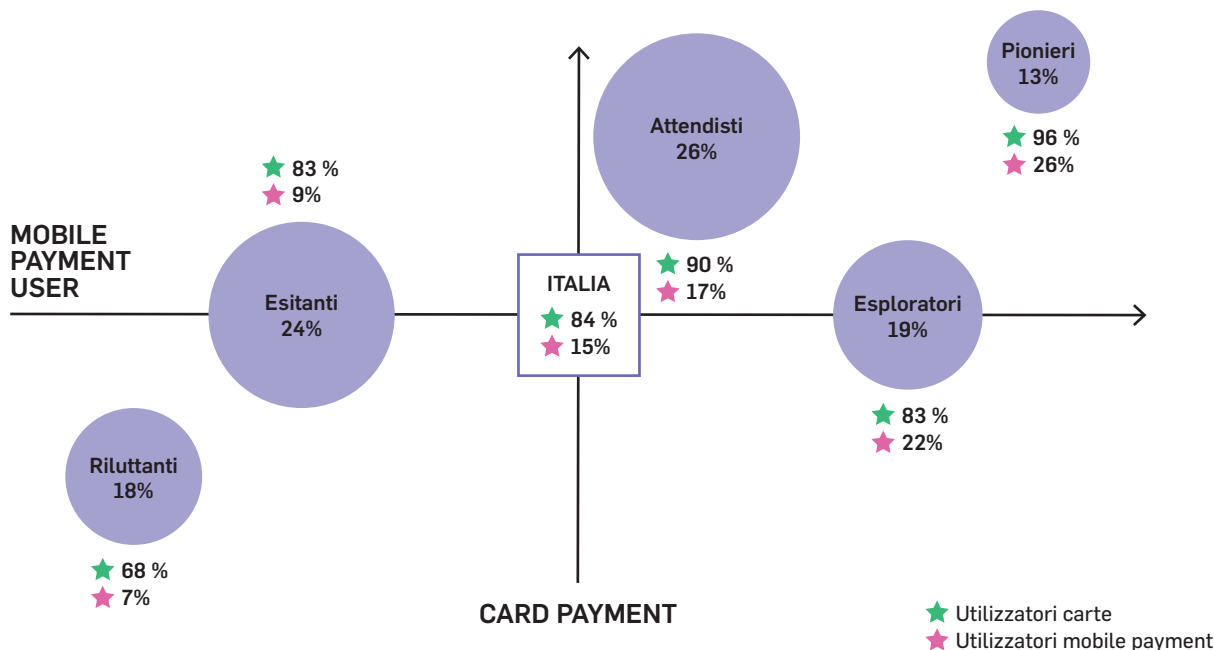 Pionieri
13%
96 %
26%
Attendisti
26%
90 %
17%
83 %
9%
MOBILE
PAYMENT
USER
Esitanti
24%
ITALIA
84 %
15%
Esploratori
19%
83 %
22%
Riluttanti
18%
68 %
7%
CARD PAYMENT
Utilizzatori carte
Utilizzatori mobile payment